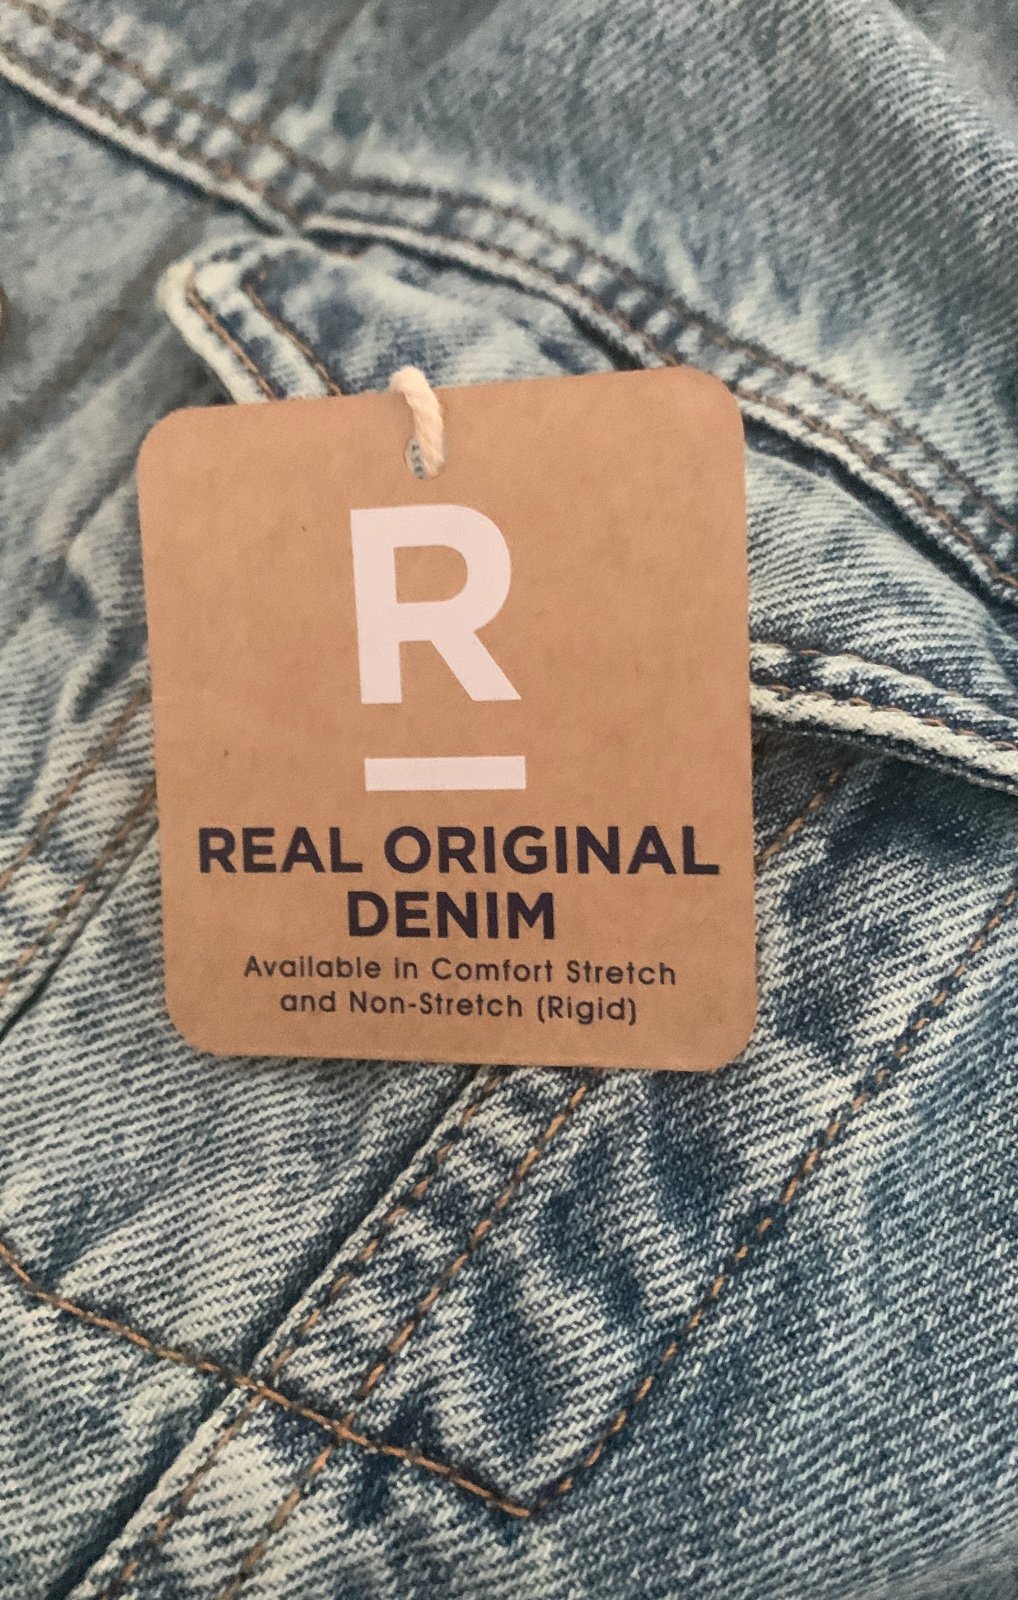 R
REAL ORIGINAL
DENIM
Available in Comfort Stretch
and Non-Stretch (Rigid)